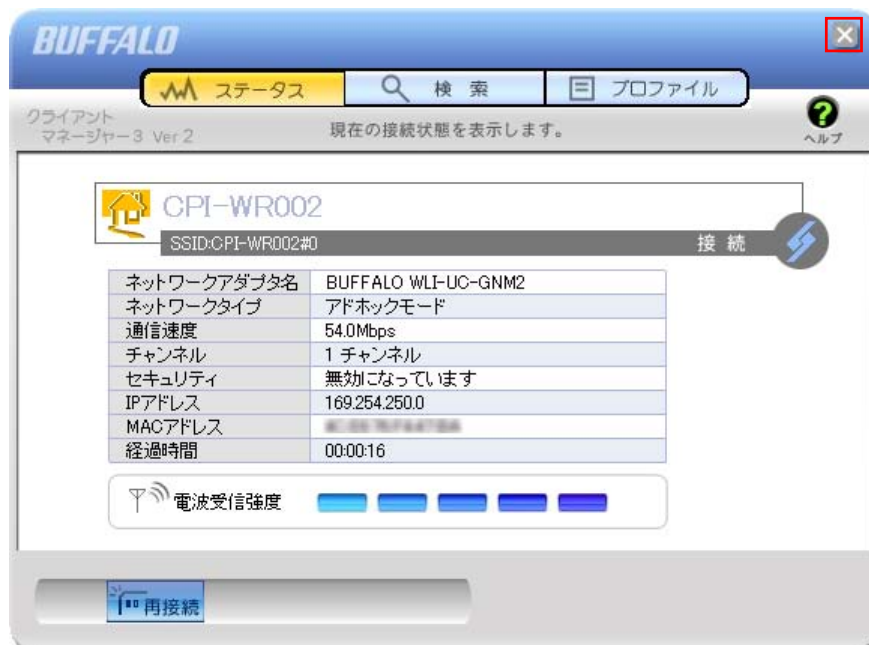 BUFFALO
ステータス 検索 プロファイル
クライアント
マネージャー3 Ver 2
現在の接続状態を表示します。
ヘルプ
CPI-WR002
SSID:CPI-WR002#0 接続
ネットワークアダプタ名 BUFFALO WLI-UC-GNM2
ネットワークタイプ アドホックモード
通信速度 54.0Mbps
チャンネル 1 チャンネル
セキュリティ 無効になっています
IPアドレス 169.254.250.0
MACアドレス
経過時間 00:00:16
電波受信強度
再接続